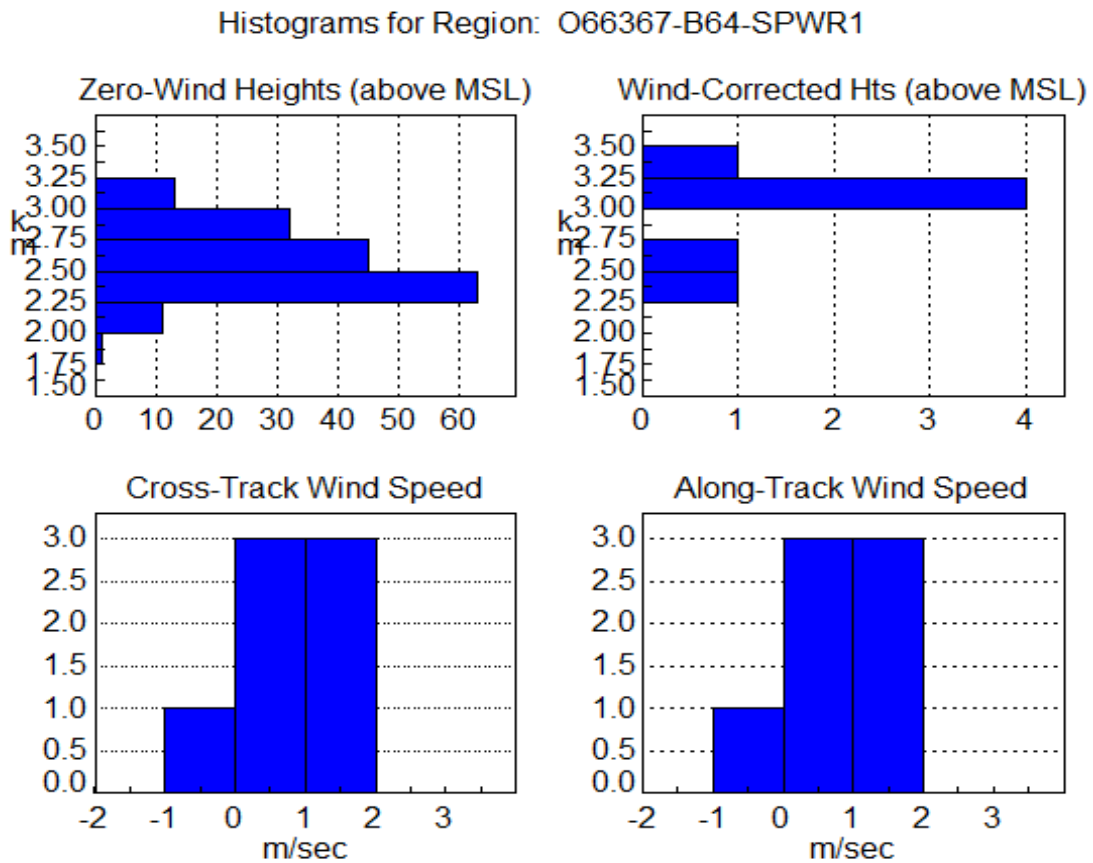 Histograms for Region: O66367-B64-SPWR1
Zero-Wind Heights (above MSL)
3.50
3.25
3.00
2.75
2.50
2.25
2.00
1.75
1.50
km
0 10 20 30 40 50 60
Wind-Corrected Hts (above MSL)
3.50
3.25
3.00
2.75
2.50
2.25
2.00
1.75
1.50
km
0 1 2 3 4
Cross-Track Wind Speed
3.0
2.5
2.0
1.5
1.0
0.5
0.0
-2 -1 0 1 2 3
m/sec
Along-Track Wind Speed
3.0
2.5
2.0
1.5
1.0
0.5
0.0
-2 -1 0 1 2 3
m/sec